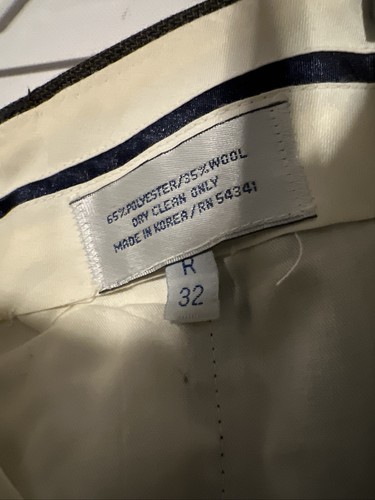 65%POLYESTER/35%WOOL
DRY CLEAN ONLY
MADE IN KOREA/RN 54341
R
32